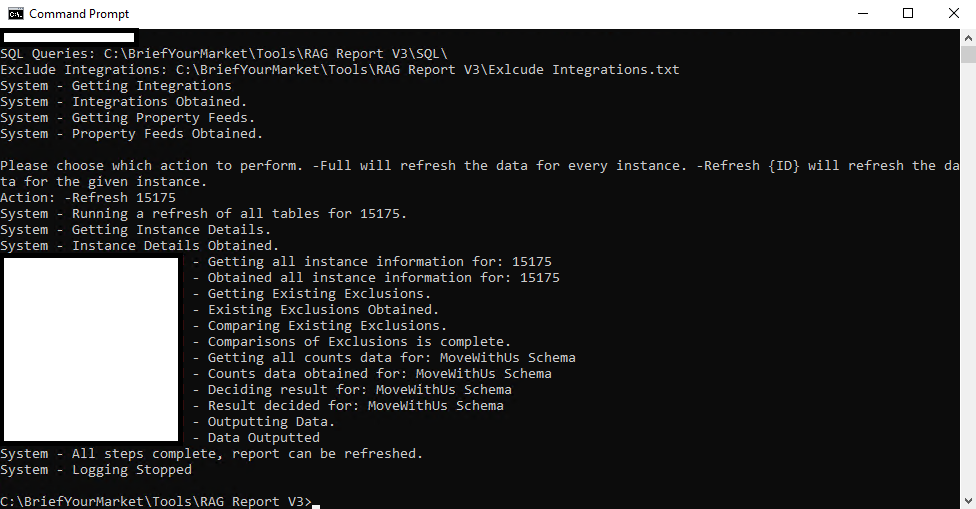 Command Prompt
SQL Queries: C:\BriefYourMarket\Tools\RAG Report V3\SQL\
Exclude Integrations: C:\BriefYourMarket\Tools\RAG Report V3\Exlcude Integrations.txt
System - Getting Integrations
System - Integrations Obtained.
System - Getting Property Feeds.
System - Property Feeds Obtained.
Please choose which action to perform. -Full will refresh the data for every instance. -Refresh {ID} will refresh the da
ta for the given instance.
Action: -Refresh 15175
System - Running a refresh of all tables for 15175.
System - Getting Instance Details.
System - Instance Details Obtained.
- Getting all instance information for: 15175
- Obtained all instance information for: 15175
- Getting Existing Exclusions.
- Existing Exclusions Obtained.
- Comparing Existing Exclusions.
- Comparisons of Exclusions is complete.
- Getting all counts data for: MoveWithUs Schema
- Counts data obtained for: MoveWithUs Schema
- Deciding result for: MoveWithUs Schema
- Result decided for: MoveWithUs Schema
- Outputting Data.
- Data Outputted
System - All steps complete, report can be refreshed.
System - Logging Stopped
C:\BriefYourMarket\Tools\RAG Report V3>